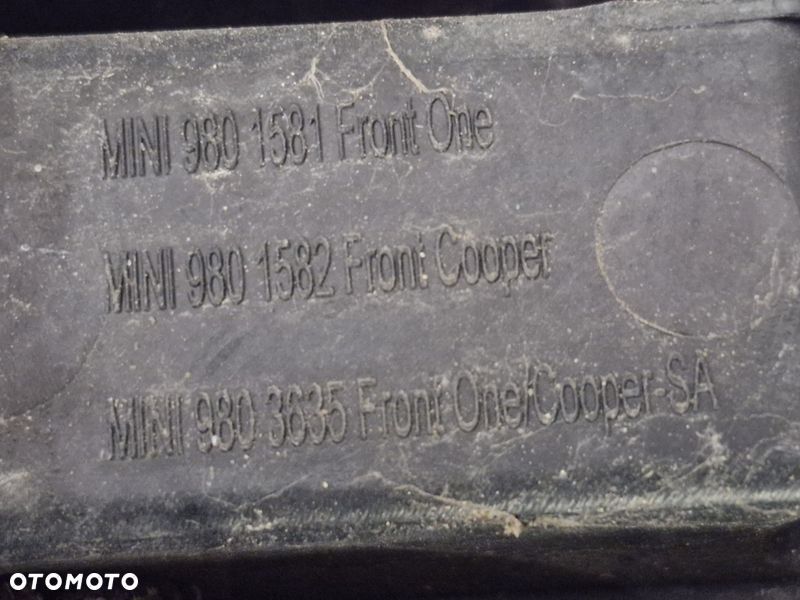 MINI 980 1581 Front One
MINI 980 1582 Front Cooper
MINI 980 3635 Front One/Cooper-SA
OTOMOTO